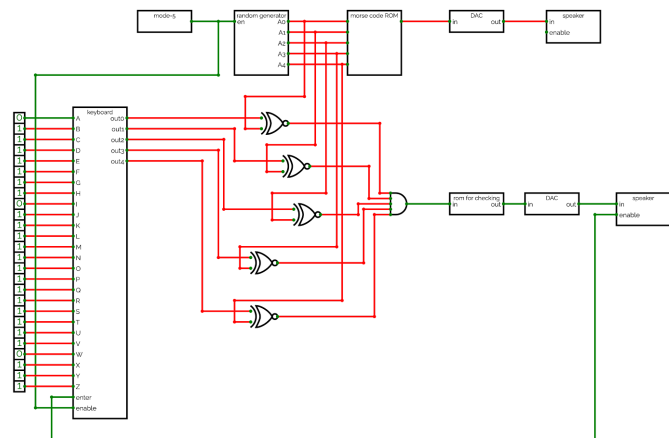 mode=5
random generator
en
A0
A1
A2
A3
A4
morse code ROM
DAC
in
out
speaker
in
enable
keyboard
0 A out0
1 B out1
1 C out2
1 D out3
1 E out4
1 F
1 G
1 H
0 I
1 J
1 K
1 L
1 M
1 N
1 O
1 P
1 Q
1 R
1 S
1 T
1 U
1 V
0 W
1 X
1 Y
1 Z
enter
enable
rom for checking
in
out
DAC
in
out
speaker
in
enable